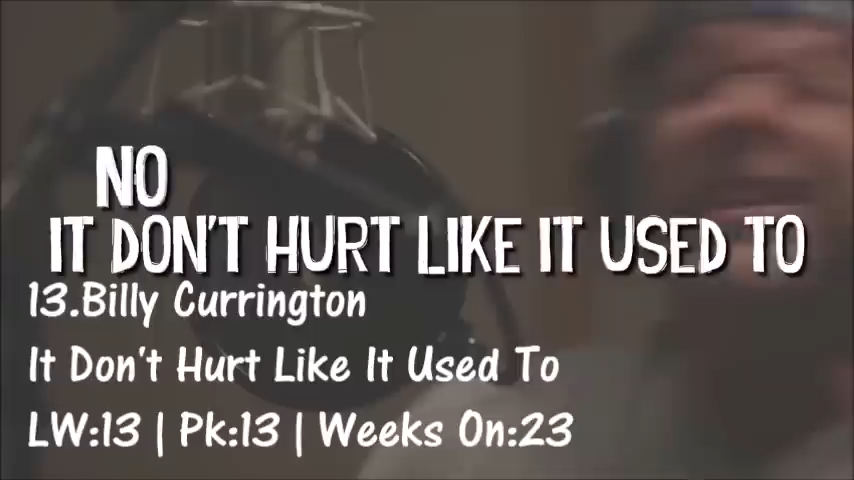 NO
IT DON'T HURT LIKE IT USED TO
13.Billy Currington
It Don't Hurt Like It Used To
LW:13 | Pk:13 | Weeks On:23